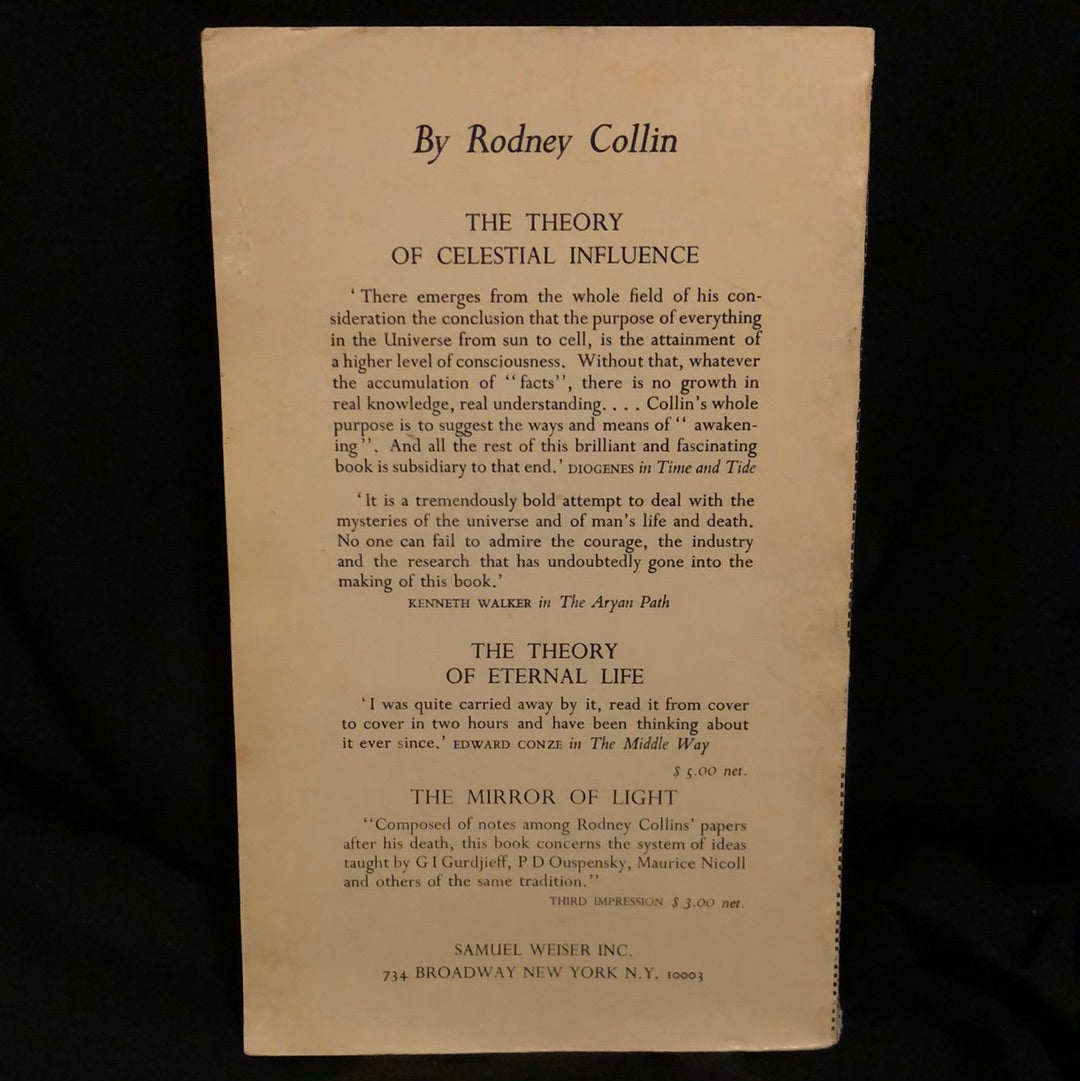 By Rodney Collin
THE THEORY
OF CELESTIAL INFLUENCE
‘There emerges from the whole field of his con-
sideration the conclusion that the purpose of everything
in the Universe from sun to cell, is the attainment of
a higher level of consciousness. Without that, whatever
the accumulation of “facts”, there is no growth in
real knowledge, real understanding. . . . Collin’s whole
purpose is to suggest the ways and means of “ awaken-
ing”. And all the rest of this brilliant and fascinating
book is subsidiary to that end.’ DIOGENES in Time and Tide
‘It is a tremendously bold attempt to deal with the
mysteries of the universe and of man’s life and death.
No one can fail to admire the courage, the industry
and the research that has undoubtedly gone into the
making of this book.’
KENNETH WALKER in The Aryan Path
THE THEORY
OF ETERNAL LIFE
‘I was quite carried away by it, read it from cover
to cover in two hours and have been thinking about
it ever since.’ EDWARD CONZE in The Middle Way
$ 5.00 net.
THE MIRROR OF LIGHT
“Composed of notes among Rodney Collins’ papers
after his death, this book concerns the system of ideas
taught by G I Gurdjieff, P D Ouspensky, Maurice Nicoll
and others of the same tradition.”
THIRD IMPRESSION $ 3.00 net.
SAMUEL WEISER INC.
734 BROADWAY NEW YORK N.Y. 10003